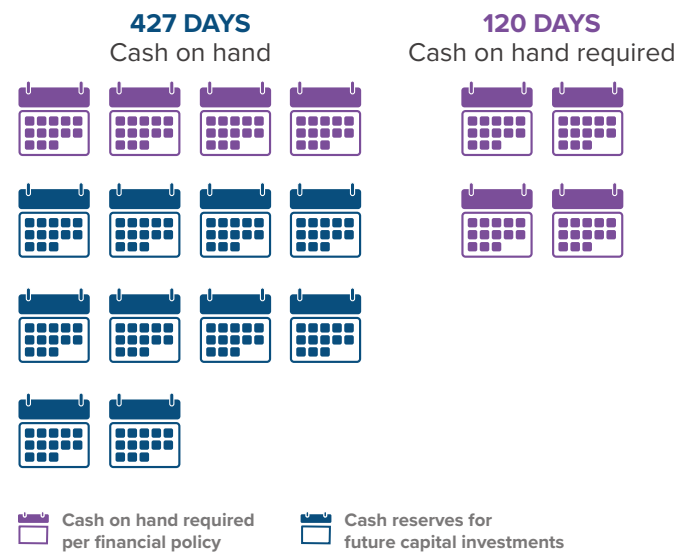 427 DAYS
Cash on hand
120 DAYS
Cash on hand required
Cash on hand required
per financial policy
Cash reserves for
future capital investments